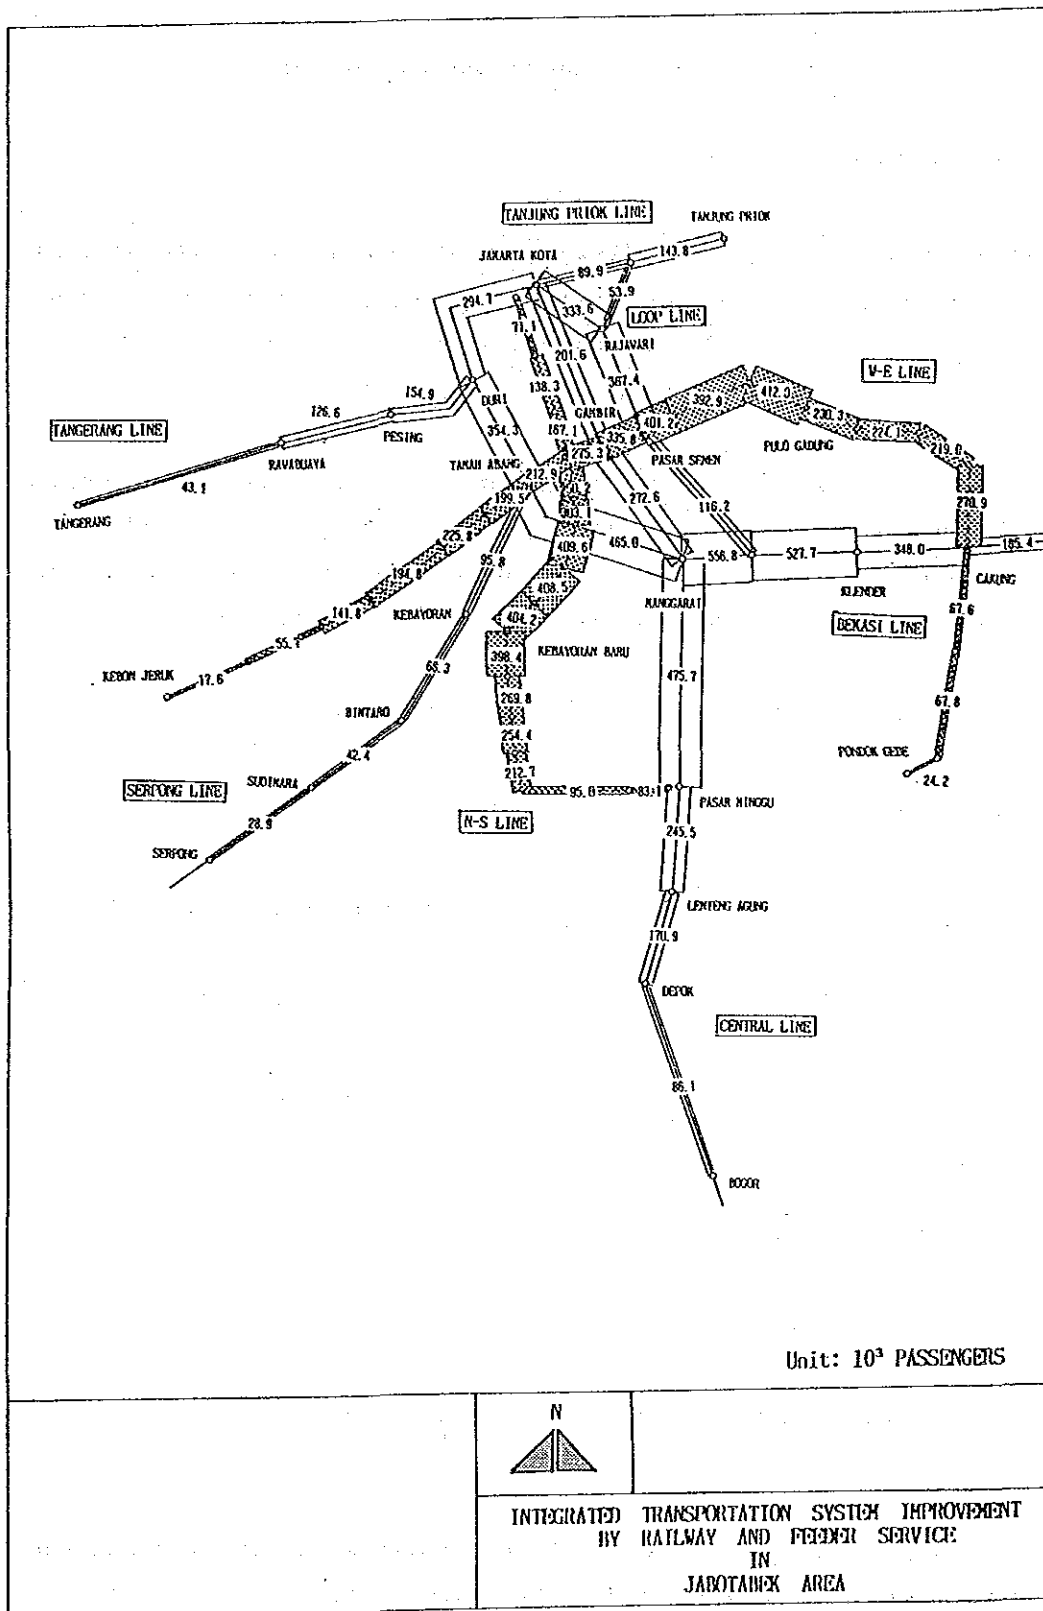 TANJUNG PRIOK LINE
TANJUNG PRIOK
JAKARTA KOTA
143.8
89.9
294.7
53.9
333.6
LOOP LINE
71.1
RAJAWARI
201.6
W-E LINE
367.4
138.3
412.0
154.9
DURI
392.9
126.6
GAMBIR
401.2
230.3
TANGERANG LINE
PESING
354.3
167.1
335.8
224.1
PULO GADUNG
RAWABUAYA
TANAH ABANG
275.3
PASAR SENEN
219.0
212.9
43.1
199.5
272.6
116.2
270.9
TANGERANG
303.1
225.8
409.6
465.0
556.8
527.7
348.0
185.4
95.8
194.8
408.5
MANGGARAI
KLENDER
CAKUNG
141.8
KEBAYORAN
404.2
67.6
BEKASI LINE
KEBAYORAN BARU
398.4
KEBON JERUK
17.6
475.7
269.8
BINTARO
67.8
254.4
42.4
PONDOK GEDE
SUDIMARA
212.7
24.2
SERPONG LINE
95.0
83.1
PASAR MINGGU
N-S LINE
28.9
245.5
SERPONG
LENTENG AGUNG
170.9
DEPOK
CENTRAL LINE
86.1
BOGOR
Unit: 10³ PASSENGERS
N
INTEGRATED TRANSPORTATION SYSTEM IMPROVEMENT
BY RAILWAY AND FEEDER SERVICE
IN
JABOTABEK AREA